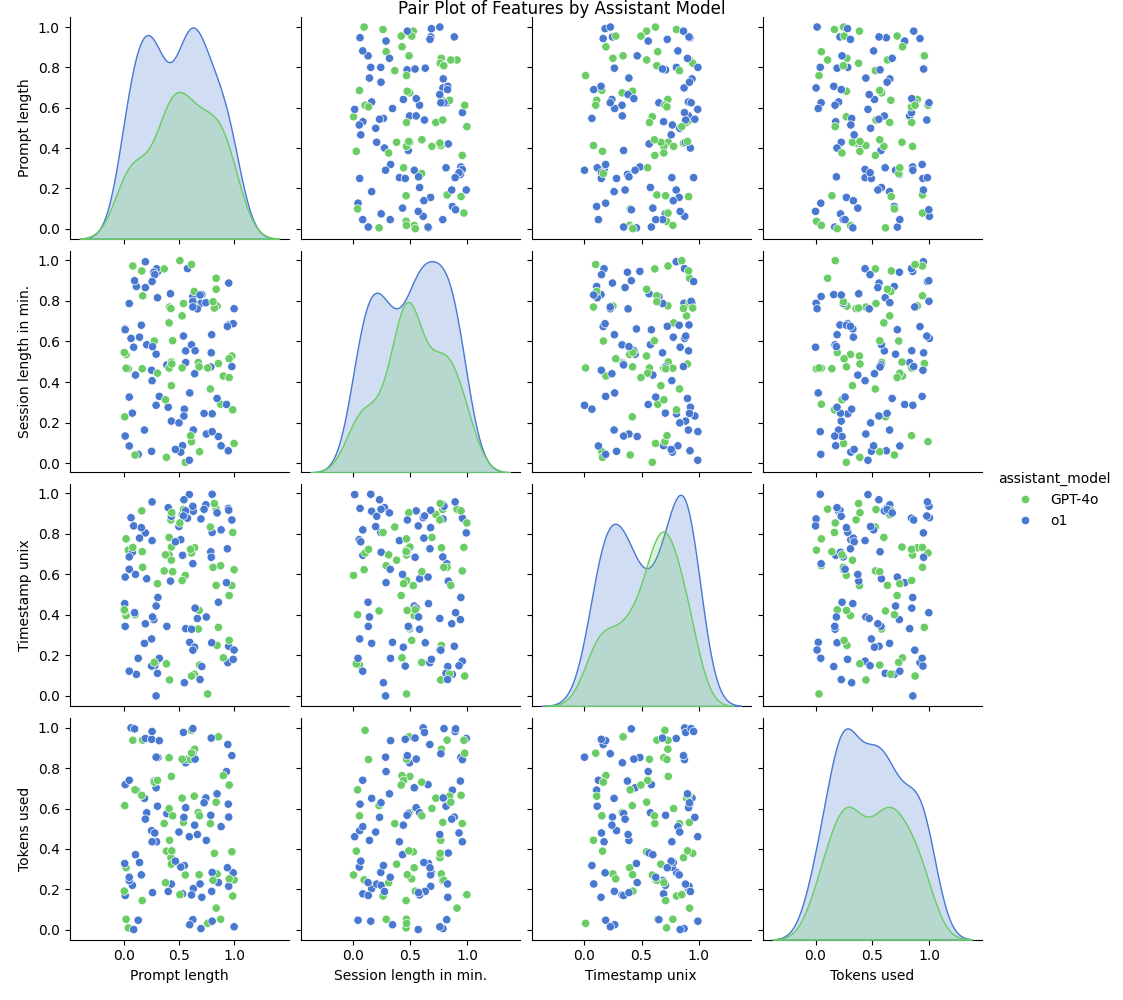 Pair Plot of Features by Assistant Model
1.0
0.8
0.6
0.4
0.2
0.0
Prompt length
0.0 0.5 1.0
0.0 0.5 1.0
0.0 0.5 1.0
0.0 0.5 1.0
1.0
0.8
0.6
0.4
0.2
0.0
Session length in min.
assistant_model
GPT-4o
o1
1.0
0.8
0.6
0.4
0.2
0.0
Timestamp unix
1.0
0.8
0.6
0.4
0.2
0.0
Tokens used
Prompt length
Session length in min.
Timestamp unix
Tokens used